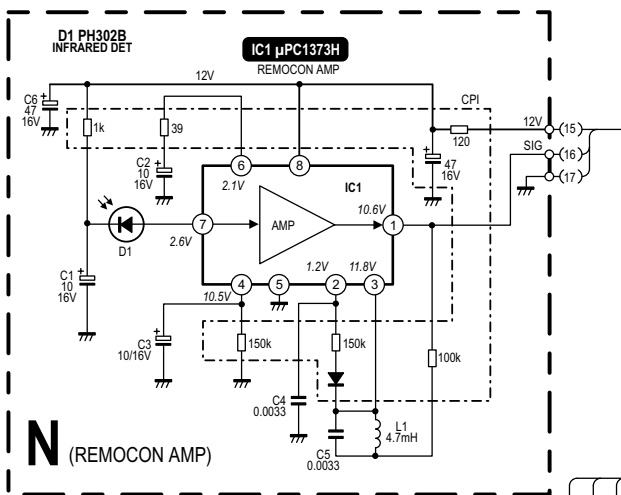 D1 PH302B
INFRARED DET
IC1 µPC1373H
REMOCON AMP
12V
CPI
C6
47
16V
+
1k
39
120
12V
(15)
SIG
(16)
(17)
C2
10
16V
+
47
16V
+
6
8
2.1V
IC1
10.6V
7
AMP
1
2.6V
D1
C1
10
16V
+
1.2V
11.8V
10.5V
4
5
2
3
C3
10/16V
+
150k
150k
100k
C4
0.0033
C5
0.0033
L1
4.7mH
N (REMOCON AMP)